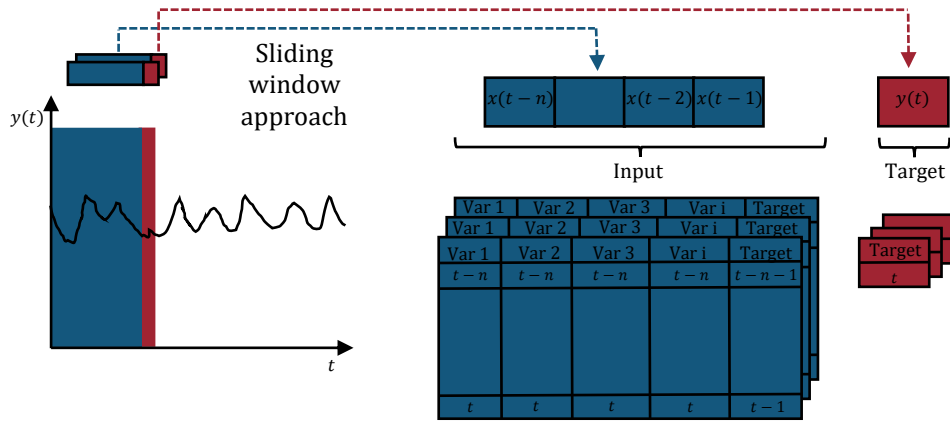 Sliding
window
approach
y(t)
t
x(t − n) x(t − 2) x(t − 1)
y(t)
Input
Target
Var 1 Var 2 Var 3 Var i Target
Var 1 Var 2 Var 3 Var i Target
Var 1 Var 2 Var 3 Var i Target
t − n t − n t − n t − n t − n − 1
t t t t t − 1
Target
t